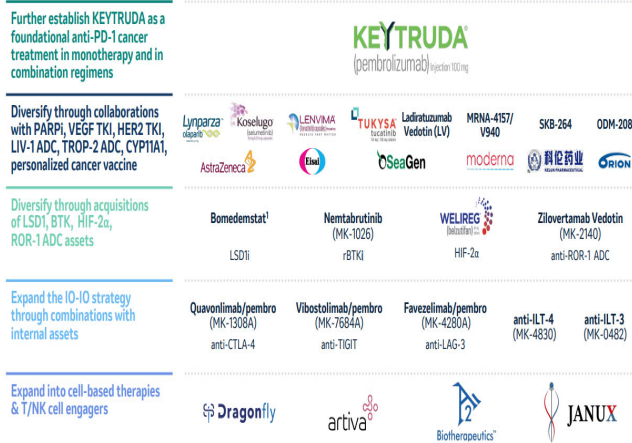 Further establish KEYTRUDA as a
foundational anti-PD-1 cancer
treatment in monotherapy and in
combination regimens
KEYTRUDA®
(pembrolizumab) Injection 100 mg
Diversify through collaborations
with PARPi, VEGF TKI, HER2 TKI,
LIV-1 ADC, TROP-2 ADC, CYP11A1,
personalized cancer vaccine
Lynparza
olaparib
Koselugo
(selumetinib)
LENVIMA
TUKYSA
tucatinib
Ladiratuzumab
Vedotin (LV)
MRNA-4157/
V940
SKB-264
ODM-208
AstraZeneca
Eisai
SeaGen
moderna
科伦药业
KELUN PHARMACEUTICAL
ORION
Diversify through acquisitions
of LSD1, BTK, HIF-2α,
ROR-1 ADC assets
Bomedemstat1
LSD1i
Nemtabrutinib
(MK-1026)
rBTKi
WELIREG
(belzutifan)
HIF-2α
Zilovertamab Vedotin
(MK-2140)
anti-ROR-1 ADC
Expand the IO-IO strategy
through combinations with
internal assets
Quavonlimab/pembro
(MK-1308A)
anti-CTLA-4
Vibostolimab/pembro
(MK-7684A)
anti-TIGIT
Favezelimab/pembro
(MK-4280A)
anti-LAG-3
anti-ILT-4
(MK-4830)
anti-ILT-3
(MK-0482)
Expand into cell-based therapies
& T/NK cell engagers
Dragonfly
artiva
A2
Biotherapeutics™
JANUX